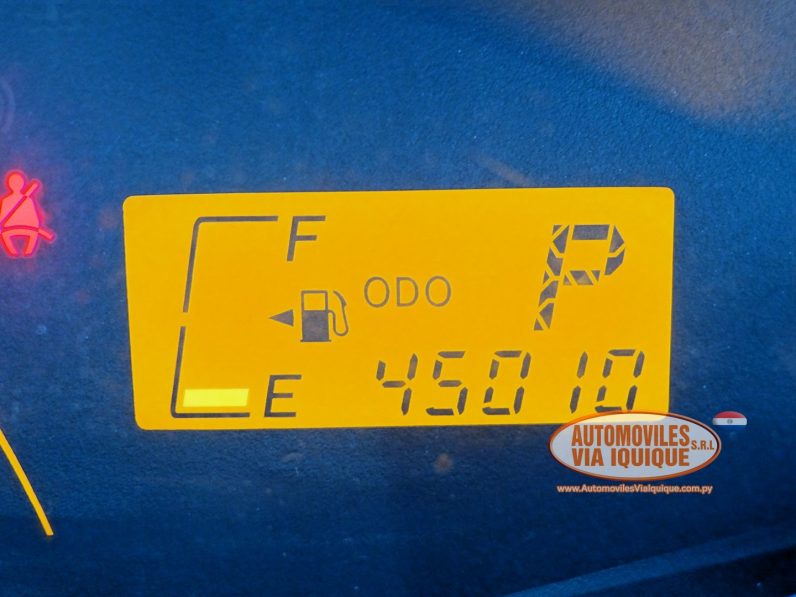 F
P
ODO
E
45010
AUTOMOVILES S.R.L
VIA IQUIQUE
www.AutomovilesViaIquique.com.py